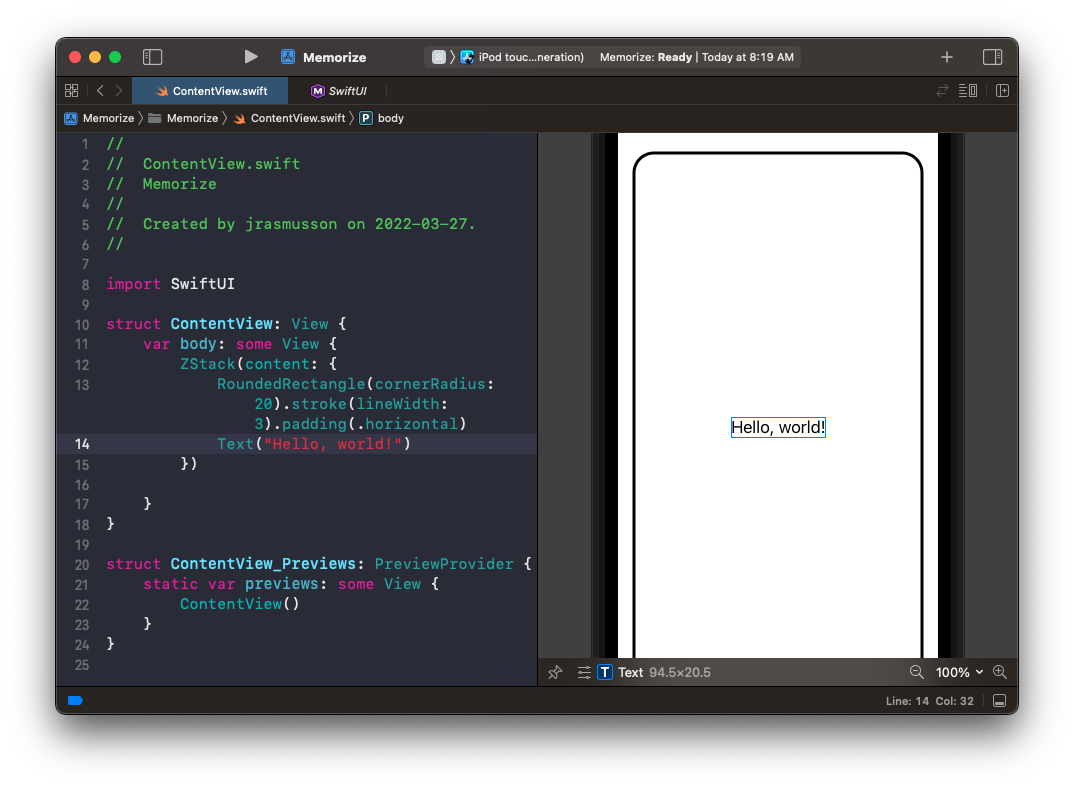 Memorize
iPod touc...neration)
Memorize: Ready | Today at 8:19 AM
ContentView.swift
M SwiftUI
Memorize 〉 Memorize 〉 ContentView.swift 〉 P body
1 //
2 //  ContentView.swift
3 //  Memorize
4 //
5 //  Created by jrasmusson on 2022-03-27.
6 //
7
8 import SwiftUI
9
10 struct ContentView: View {
11     var body: some View {
12         ZStack(content: {
13             RoundedRectangle(cornerRadius:
20).stroke(lineWidth:
3).padding(.horizontal)
14             Text("Hello, world!")
15         })
16
17     }
18 }
19
20 struct ContentView_Previews: PreviewProvider {
21     static var previews: some View {
22         ContentView()
23     }
24 }
25
Hello, world!
T Text 94.5×20.5
100%
Line: 14 Col: 32